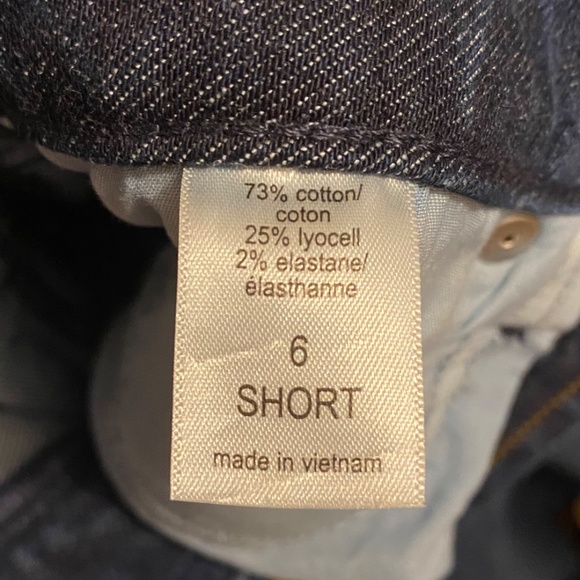 73% cotton/
coton
25% lyocell
2% elastane/
élasthanne
6
SHORT
made in vietnam